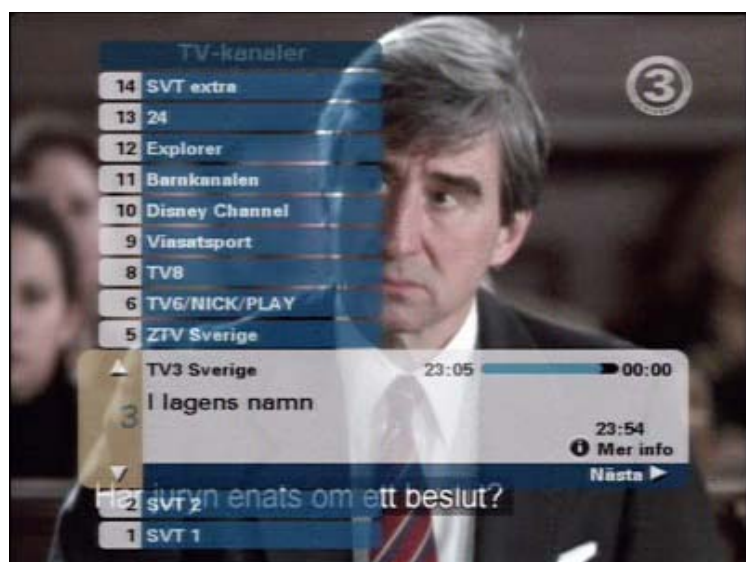 TV-kanaler
3
14 SVT extra
13 24
12 Explorer
11 Barnkanalen
10 Disney Channel
9 Viasatsport
8 TV8
6 TV6/NICK/PLAY
5 ZTV Sverige
TV3 Sverige 23:05 00:00
3 I lagens namn
23:54
Mer info
Nästa
Har juryn enats om ett beslut?
2 SVT 2
1 SVT 1